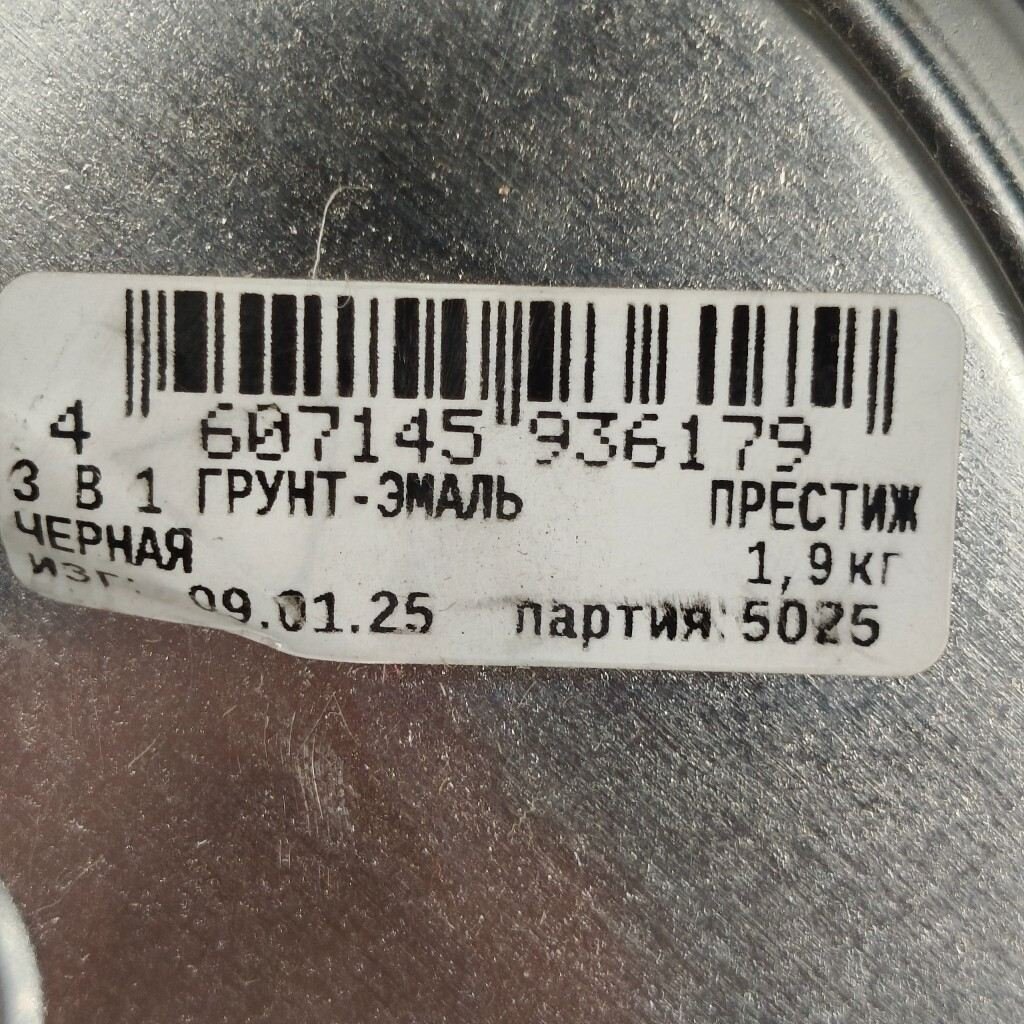 4 607145 936179
3 В 1 ГРУНТ-ЭМАЛЬ ПРЕСТИЖ
ЧЕРНАЯ 1,9кг
изг: 09.01.25 партия: 5025